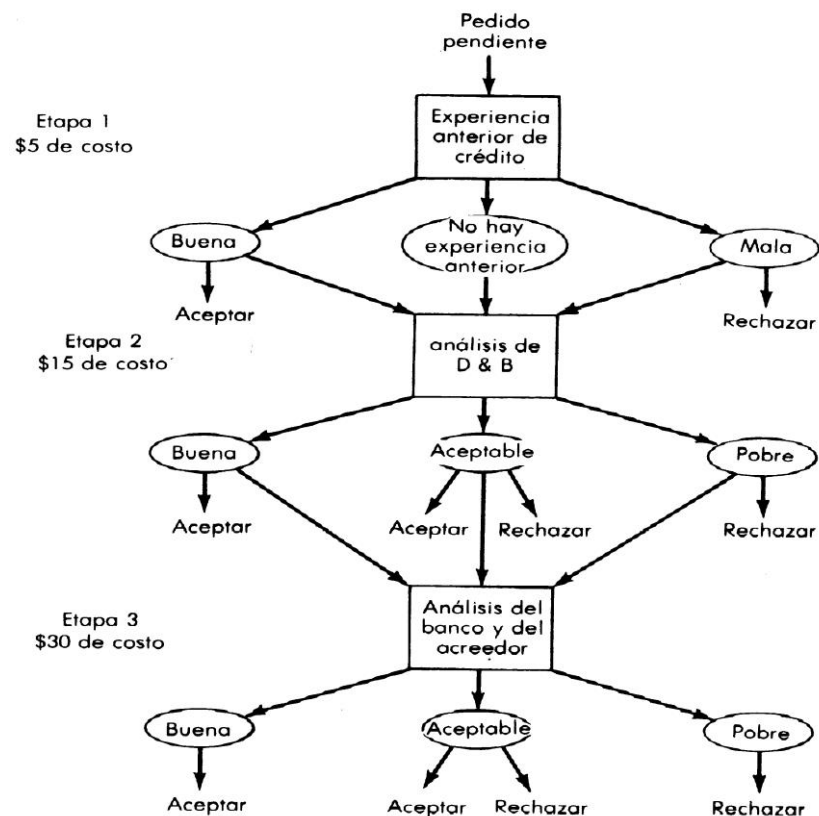 Pedido
pendiente
Etapa 1
$5 de costo
Experiencia
anterior de
crédito
Buena
No hay
experiencia
anterior
Mala
Aceptar
Rechazar
Etapa 2
$15 de costo
análisis de
D & B
Buena
Aceptable
Pobre
Aceptar
Aceptar
Rechazar
Rechazar
Etapa 3
$30 de costo
Análisis del
banco y del
acreedor
Buena
Aceptable
Pobre
Aceptar
Aceptar
Rechazar
Rechazar